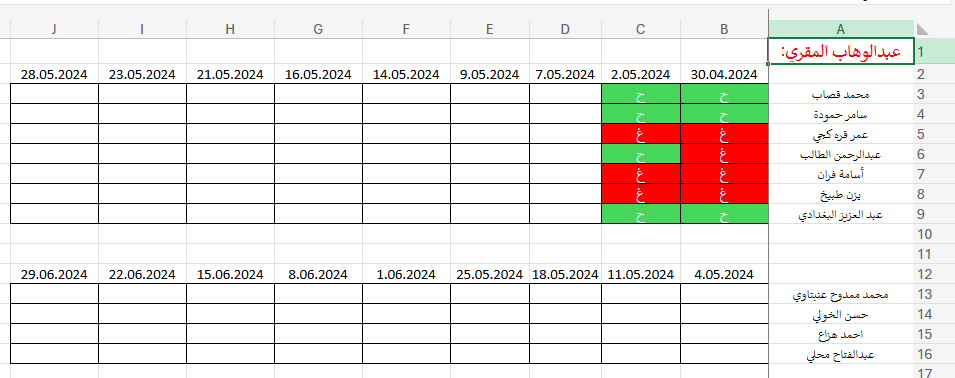 A B C D E F G H I J
1 عبدالوهاب المقري:
2 30.04.2024 2.05.2024 7.05.2024 9.05.2024 14.05.2024 16.05.2024 21.05.2024 23.05.2024 28.05.2024
3 محمد قصاب ح ح
4 سامر حمودة ح ح
5 عمر قره كجي غ غ
6 عبدالرحمن الطالب غ ح
7 أسامة فران غ غ
8 يزن طبيخ غ غ
9 عبد العزيز البغدادي ح ح
10
11
12 4.05.2024 11.05.2024 18.05.2024 25.05.2024 1.06.2024 8.06.2024 15.06.2024 22.06.2024 29.06.2024
13 محمد ممدوح عنبتاوي
14 حسن الخولي
15 احمد هزاع
16 عبدالفتاح محلي
17